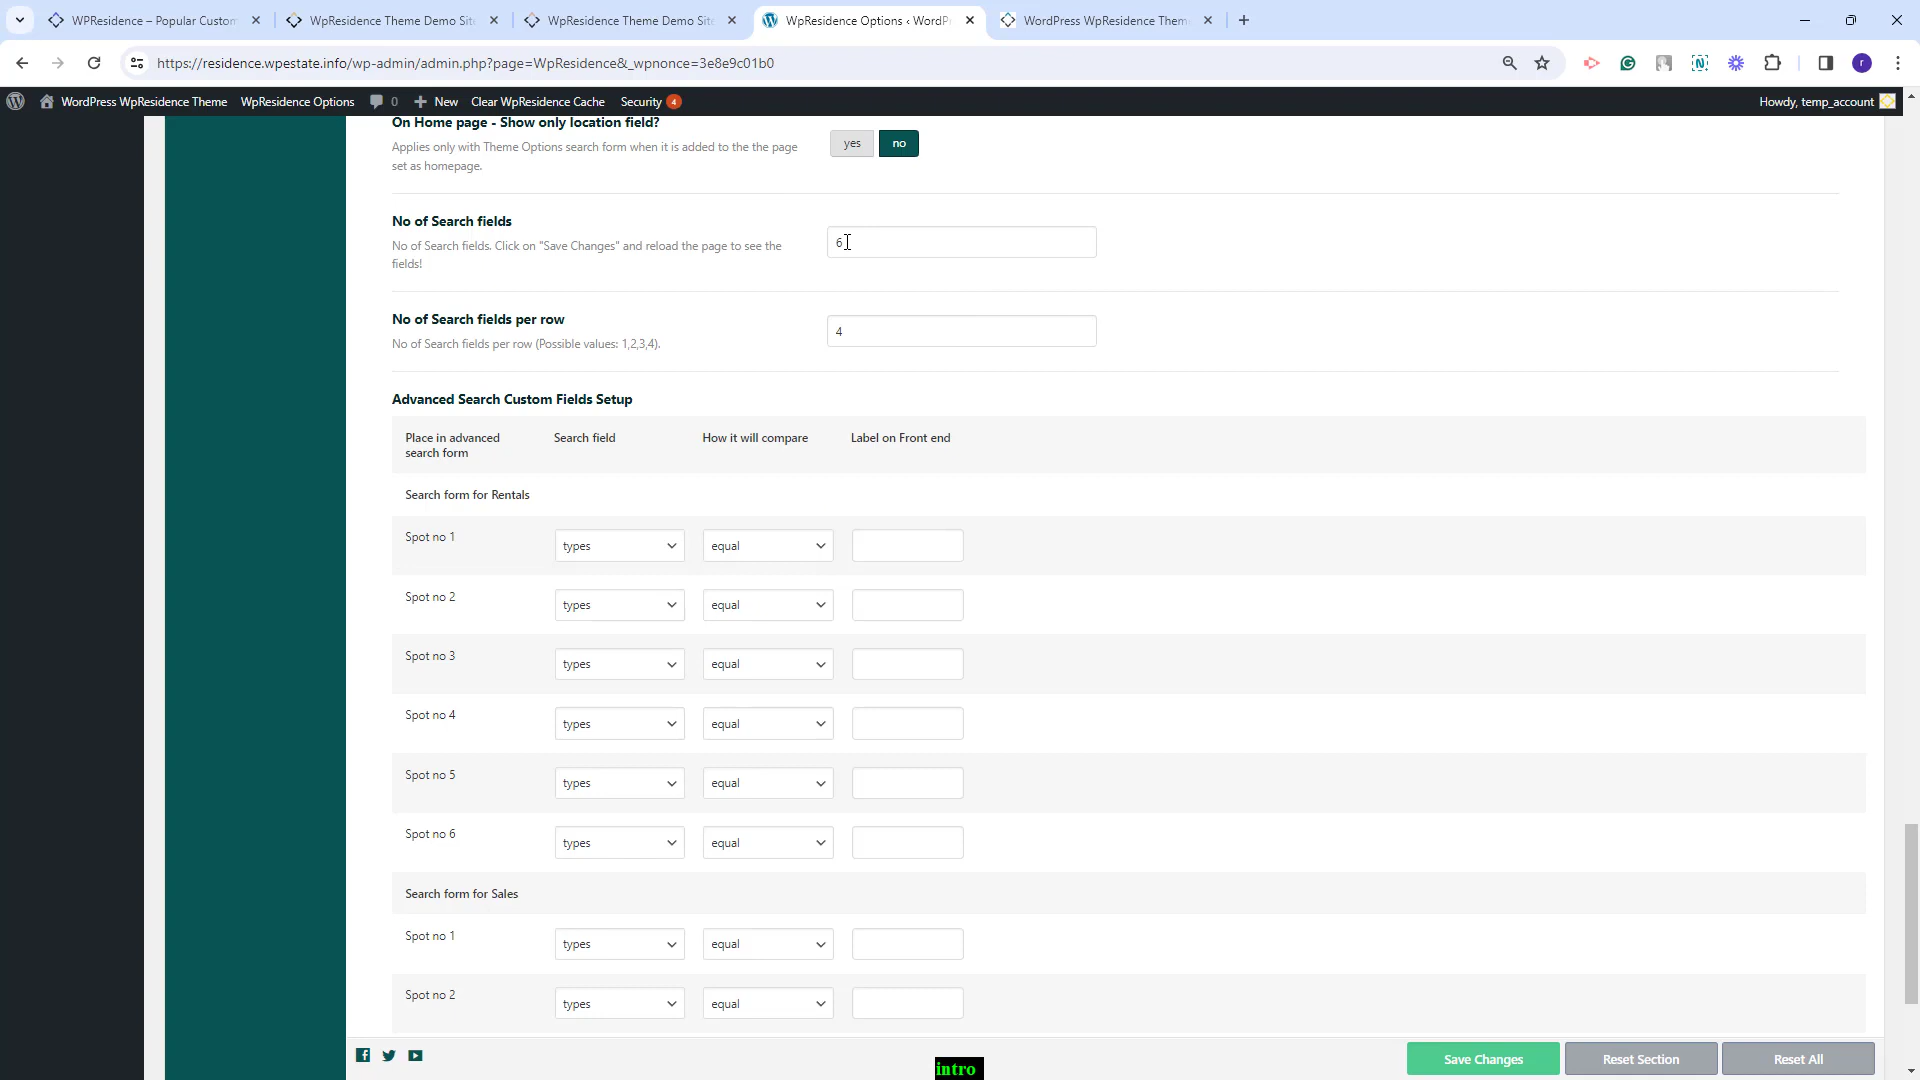 WPResidence – Popular Custom
WpResidence Theme Demo Site
WpResidence Theme Demo Site
WpResidence Options ‹ WordPr
WordPress WpResidence Theme
https://residence.wpestate.info/wp-admin/admin.php?page=WpResidence&_wpnonce=3e8e9c01b0
r
WordPress WpResidence Theme
WpResidence Options
0
New
Clear WpResidence Cache
Security 4
Howdy, temp_account
On Home page - Show only location field?
Applies only with Theme Options search form when it is added to the the page
set as homepage.
yes
no
No of Search fields
No of Search fields. Click on "Save Changes" and reload the page to see the
fields!
6
No of Search fields per row
No of Search fields per row (Possible values: 1,2,3,4).
4
Advanced Search Custom Fields Setup
Place in advanced
search form
Search field
How it will compare
Label on Front end
Search form for Rentals
Spot no 1
types
equal
Spot no 2
types
equal
Spot no 3
types
equal
Spot no 4
types
equal
Spot no 5
types
equal
Spot no 6
types
equal
Search form for Sales
Spot no 1
types
equal
Spot no 2
types
equal
intro
Save Changes
Reset Section
Reset All